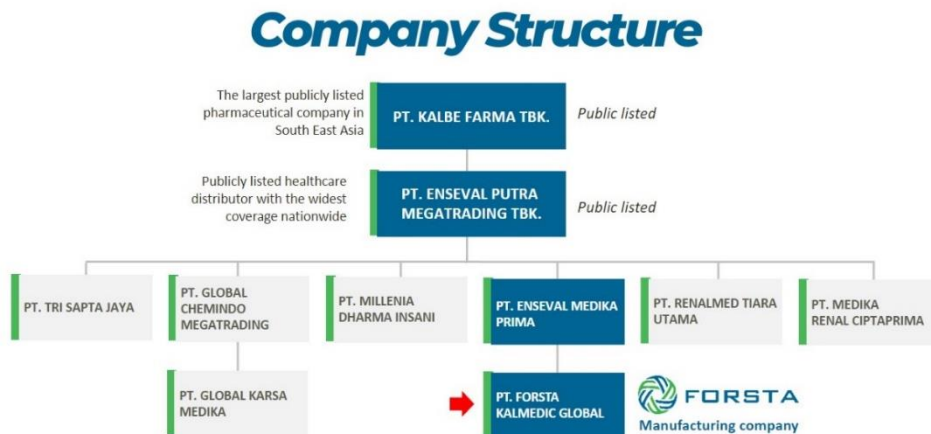 Company Structure
The largest publicly listed
pharmaceutical company in
South East Asia
PT. KALBE FARMA TBK.
Public listed
Publicly listed healthcare
distributor with the widest
coverage nationwide
PT. ENSEVAL PUTRA
MEGATRADING TBK.
Public listed
PT. TRI SAPTA JAYA
PT. GLOBAL
CHEMINDO
MEGATRADING
PT. MILLENIA
DHARMA INSANI
PT. ENSEVAL MEDIKA
PRIMA
PT. RENALMED TIARA
UTAMA
PT. MEDIKA
RENAL CIPTAPRIMA
PT. GLOBAL KARSA
MEDIKA
PT. FORSTA
KALMEDIC GLOBAL
FORSTA
Manufacturing company